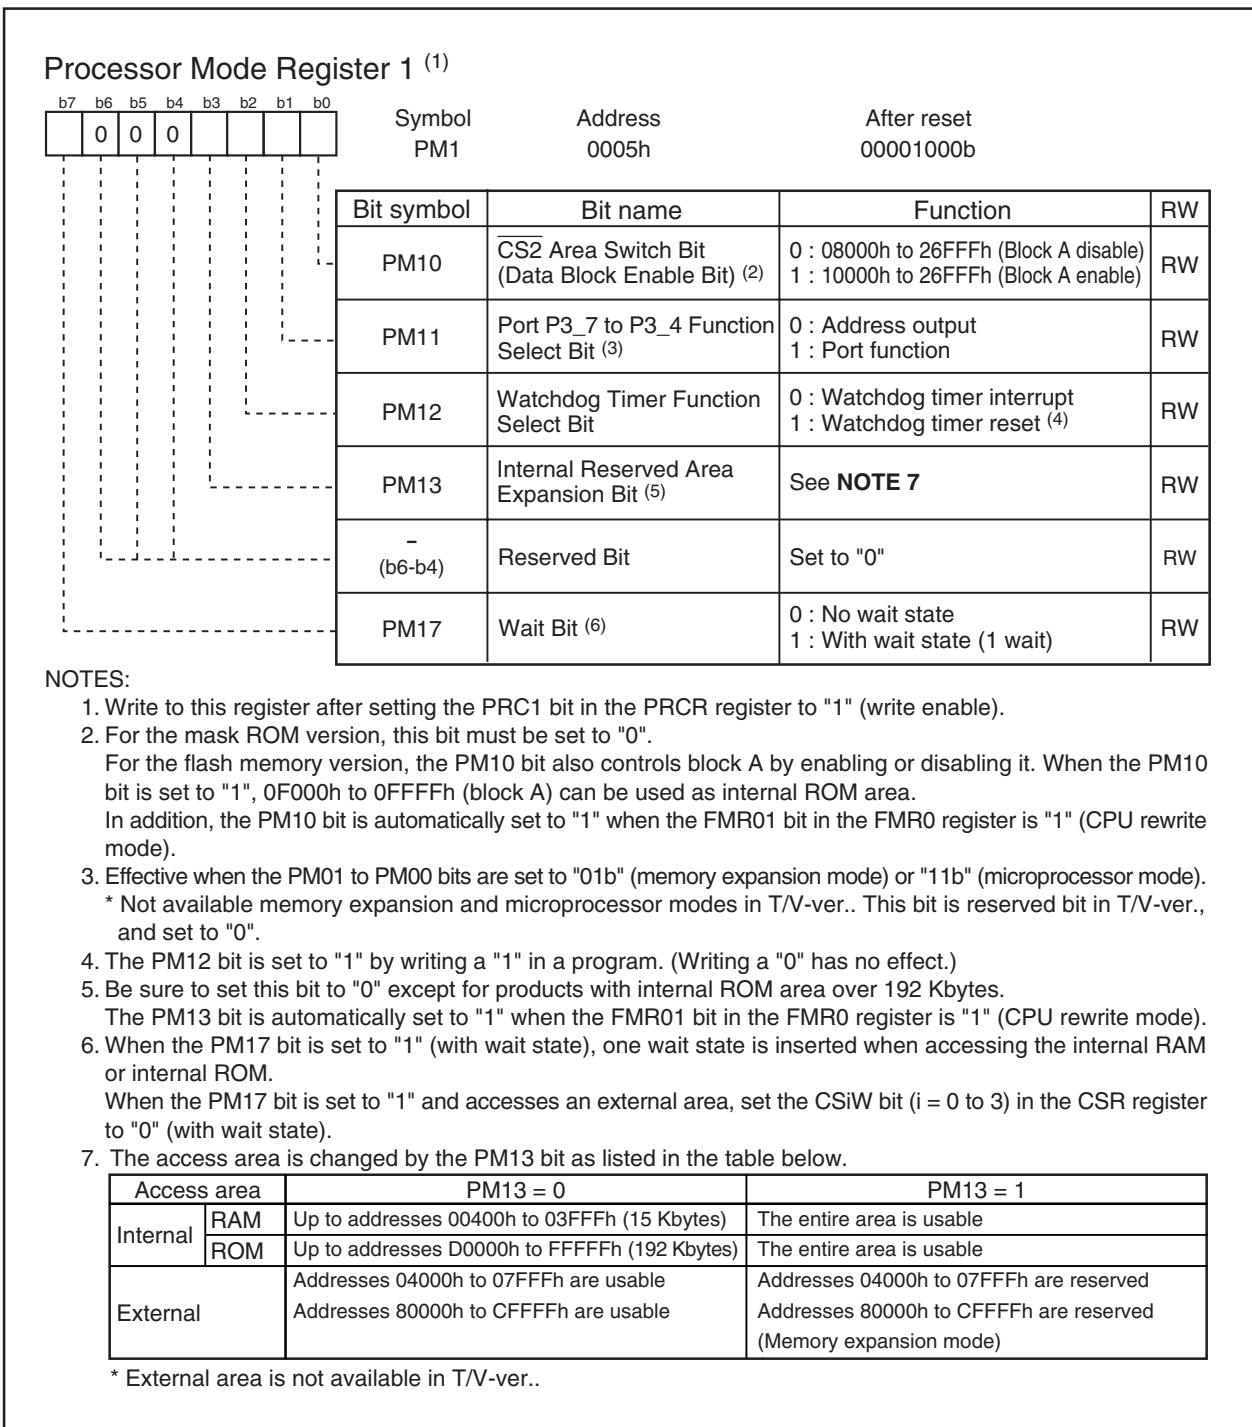 Processor Mode Register 1 (1)
b7 b6 b5 b4 b3 b2 b1 b0
0 0 0
Symbol Address After reset
PM1 0005h 00001000b
Bit symbol Bit name Function RW
PM10 CS2 Area Switch Bit 0 : 08000h to 26FFFh (Block A disable) RW
(Data Block Enable Bit) (2) 1 : 10000h to 26FFFh (Block A enable)
PM11 Port P3_7 to P3_4 Function 0 : Address output RW
Select Bit (3) 1 : Port function
PM12 Watchdog Timer Function 0 : Watchdog timer interrupt RW
Select Bit 1 : Watchdog timer reset (4)
PM13 Internal Reserved Area See NOTE 7 RW
Expansion Bit (5)
– Reserved Bit Set to "0" RW
(b6-b4)
PM17 Wait Bit (6) 0 : No wait state RW
1 : With wait state (1 wait)
NOTES:
1. Write to this register after setting the PRC1 bit in the PRCR register to "1" (write enable).
2. For the mask ROM version, this bit must be set to "0".
For the flash memory version, the PM10 bit also controls block A by enabling or disabling it. When the PM10
bit is set to "1", 0F000h to 0FFFFh (block A) can be used as internal ROM area.
In addition, the PM10 bit is automatically set to "1" when the FMR01 bit in the FMR0 register is "1" (CPU rewrite
mode).
3. Effective when the PM01 to PM00 bits are set to "01b" (memory expansion mode) or "11b" (microprocessor mode).
* Not available memory expansion and microprocessor modes in T/V-ver.. This bit is reserved bit in T/V-ver.,
and set to "0".
4. The PM12 bit is set to "1" by writing a "1" in a program. (Writing a "0" has no effect.)
5. Be sure to set this bit to "0" except for products with internal ROM area over 192 Kbytes.
The PM13 bit is automatically set to "1" when the FMR01 bit in the FMR0 register is "1" (CPU rewrite mode).
6. When the PM17 bit is set to "1" (with wait state), one wait state is inserted when accessing the internal RAM
or internal ROM.
When the PM17 bit is set to "1" and accesses an external area, set the CSiW bit (i = 0 to 3) in the CSR register
to "0" (with wait state).
7. The access area is changed by the PM13 bit as listed in the table below.
Access area PM13 = 0 PM13 = 1
Internal RAM Up to addresses 00400h to 03FFFh (15 Kbytes) The entire area is usable
ROM Up to addresses D0000h to FFFFFh (192 Kbytes) The entire area is usable
External Addresses 04000h to 07FFFh are usable Addresses 04000h to 07FFFh are reserved
Addresses 80000h to CFFFFh are usable Addresses 80000h to CFFFFh are reserved
(Memory expansion mode)
* External area is not available in T/V-ver..